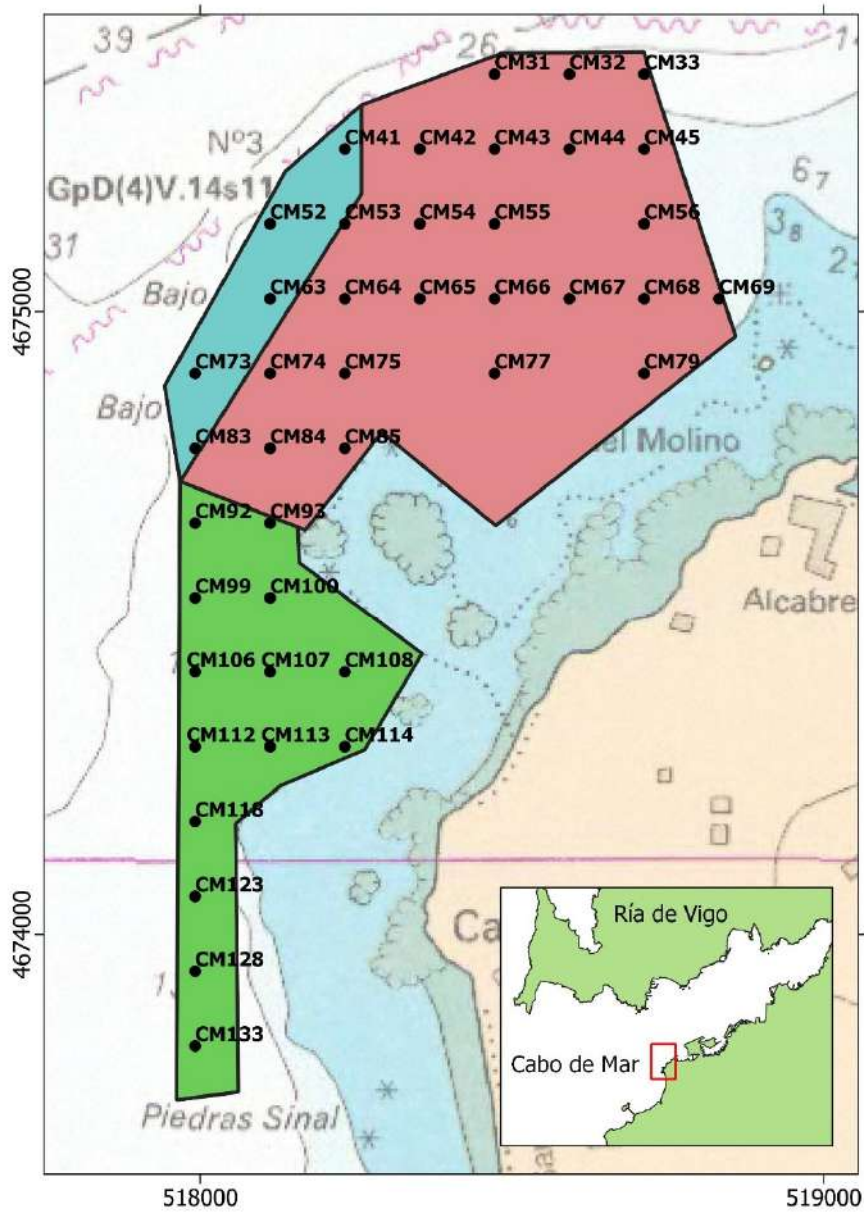 39
26
CM31 CM32 CM33
Nº3
CM41 CM42 CM43 CM44 CM45
GpD(4)V.14s11
6₇
CM52 CM53 CM54 CM55 CM56
3₈
31
2
Bajo
CM63 CM64 CM65 CM66 CM67 CM68 CM69
4675000
CM73 CM74 CM75 CM77 CM79
Bajo
CM83 CM84 CM85
el Molino
CM92 CM93
CM99 CM100
Alcabre
CM106 CM107 CM108
CM112 CM113 CM114
CM118
CM123
4674000
Ca
Ría de Vigo
CM128
CM133
Cabo de Mar
Piedras Sinal
518000 519000